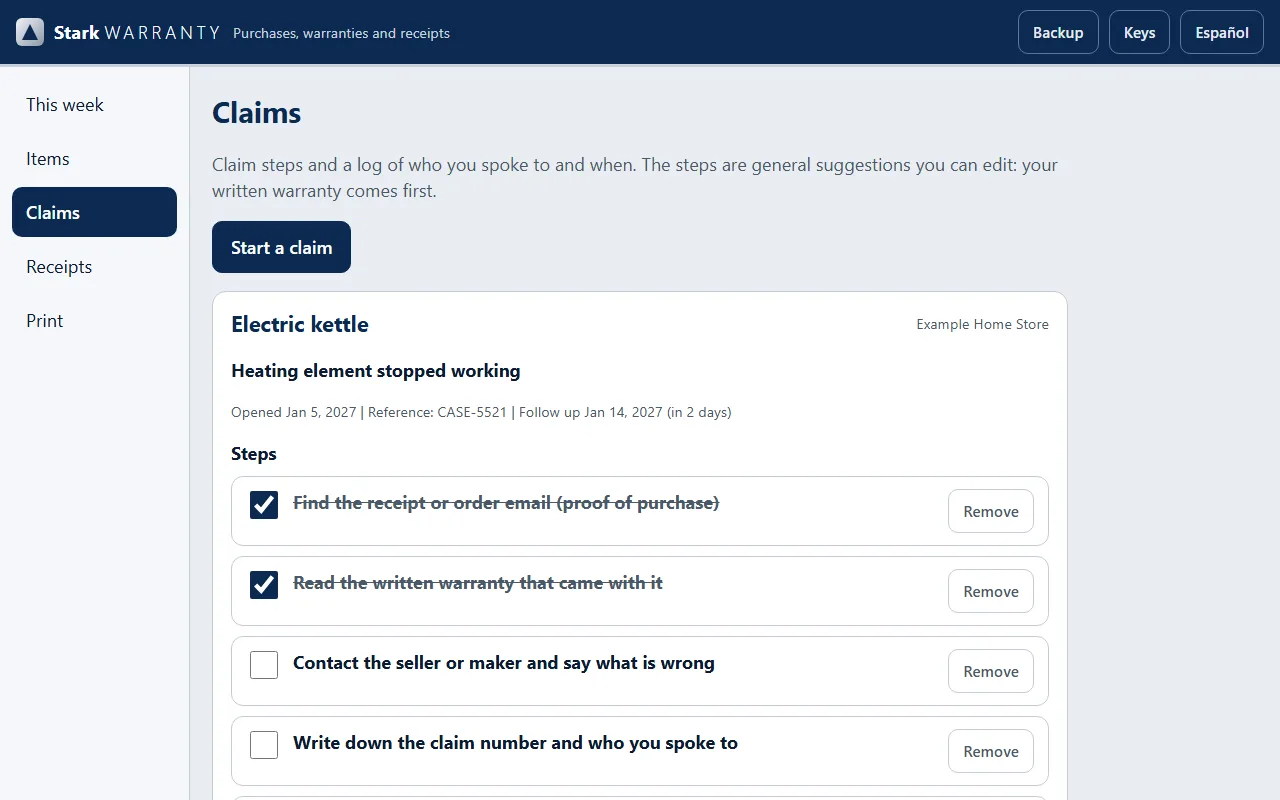 Stark WARRANTY Purchases, warranties and receipts
Backup
Keys
Español
This week
Items
Claims
Receipts
Print
Claims
Claim steps and a log of who you spoke to and when. The steps are general suggestions you can edit: your
written warranty comes first.
Start a claim
Electric kettle
Example Home Store
Heating element stopped working
Opened Jan 5, 2027 | Reference: CASE-5521 | Follow up Jan 14, 2027 (in 2 days)
Steps
Find the receipt or order email (proof of purchase)
Remove
Read the written warranty that came with it
Remove
Contact the seller or maker and say what is wrong
Remove
Write down the claim number and who you spoke to
Remove